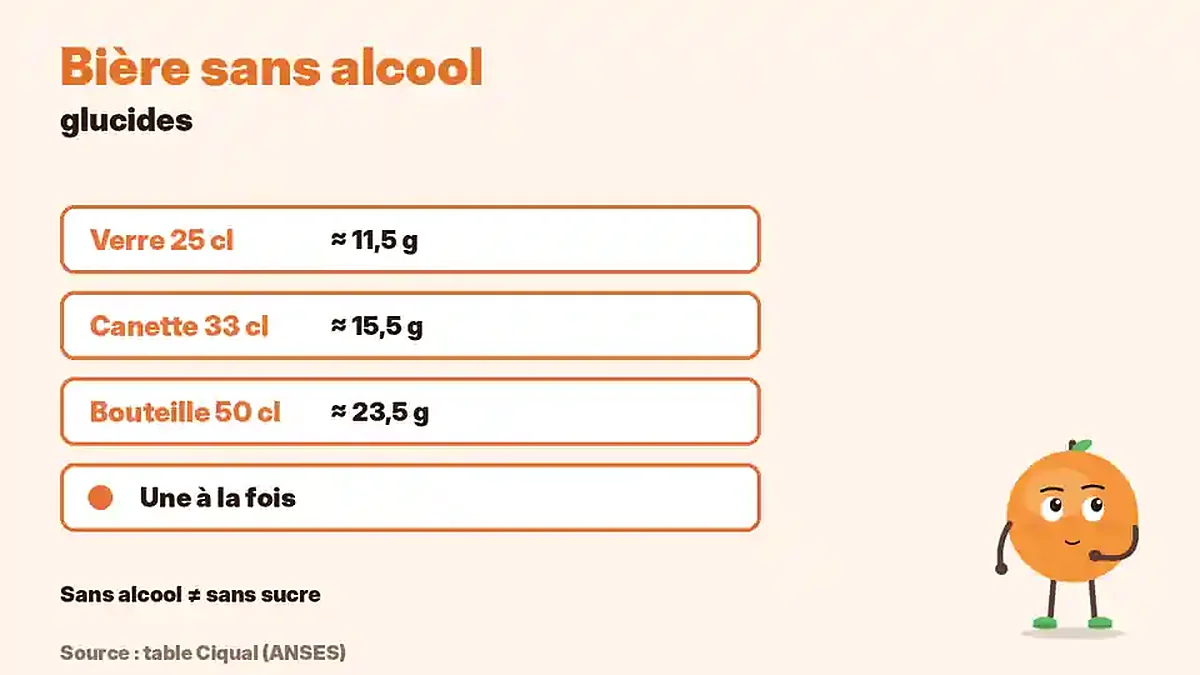 Bière sans alcool
glucides
Verre 25 cl ≈ 11,5 g
Canette 33 cl ≈ 15,5 g
Bouteille 50 cl ≈ 23,5 g
Une à la fois
Sans alcool ≠ sans sucre
Source : table Ciqual (ANSES)